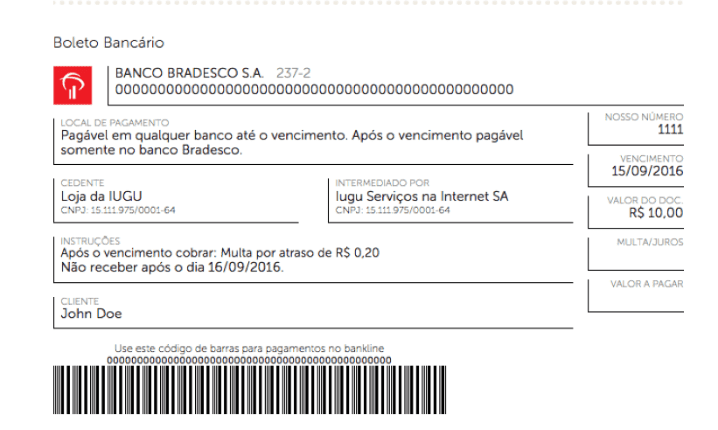 Boleto Bancário
BANCO BRADESCO S.A. 237-2
00000000000000000000000000000000000000000000000
LOCAL DE PAGAMENTO
Pagável em qualquer banco até o vencimento. Após o vencimento pagável
somente no banco Bradesco.
NOSSO NÚMERO
1111
VENCIMENTO
15/09/2016
CEDENTE
Loja da IUGU
CNPJ: 15.111.975/0001-64
INTERMEDIADO POR
Iugu Serviços na Internet SA
CNPJ: 15.111.975/0001-64
VALOR DO DOC.
R$ 10,00
INSTRUÇÕES
Após o vencimento cobrar: Multa por atraso de R$ 0,20
Não receber após o dia 16/09/2016.
MULTA/JUROS
VALOR A PAGAR
CLIENTE
John Doe
Use este código de barras para pagamentos no bankline
00000000000000000000000000000000000000000000000